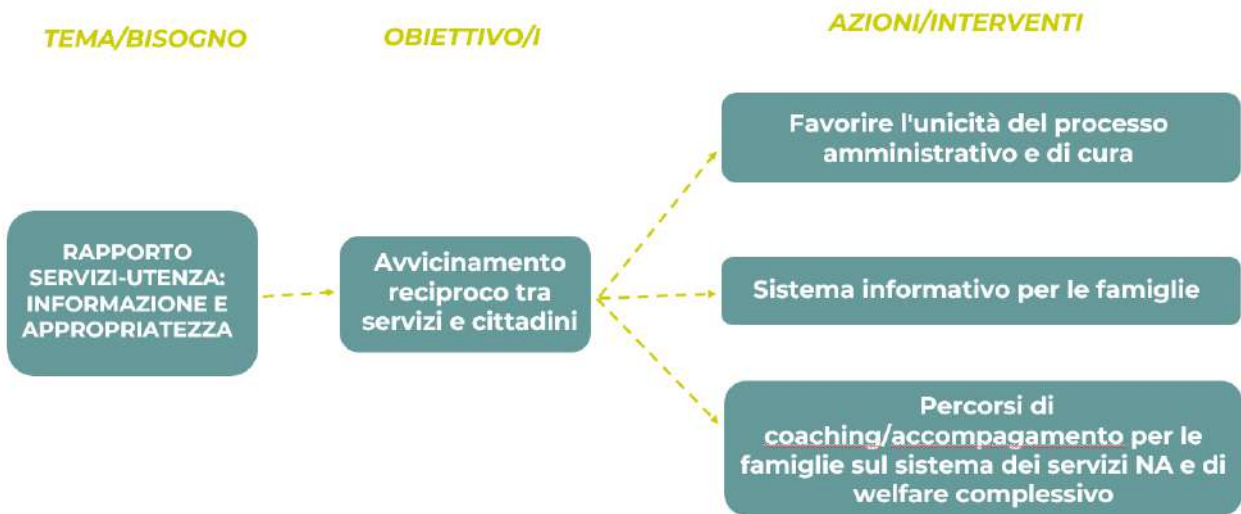 TEMA/BISOGNO
OBIETTIVO/I
AZIONI/INTERVENTI
RAPPORTO
SERVIZI-UTENZA:
INFORMAZIONE E
APPROPRIATEZZA
Avvicinamento
reciproco tra
servizi e cittadini
Favorire l'unicità del processo
amministrativo e di cura
Sistema informativo per le famiglie
Percorsi di
coaching/accompagamento per le
famiglie sul sistema dei servizi NA e di
welfare complessivo